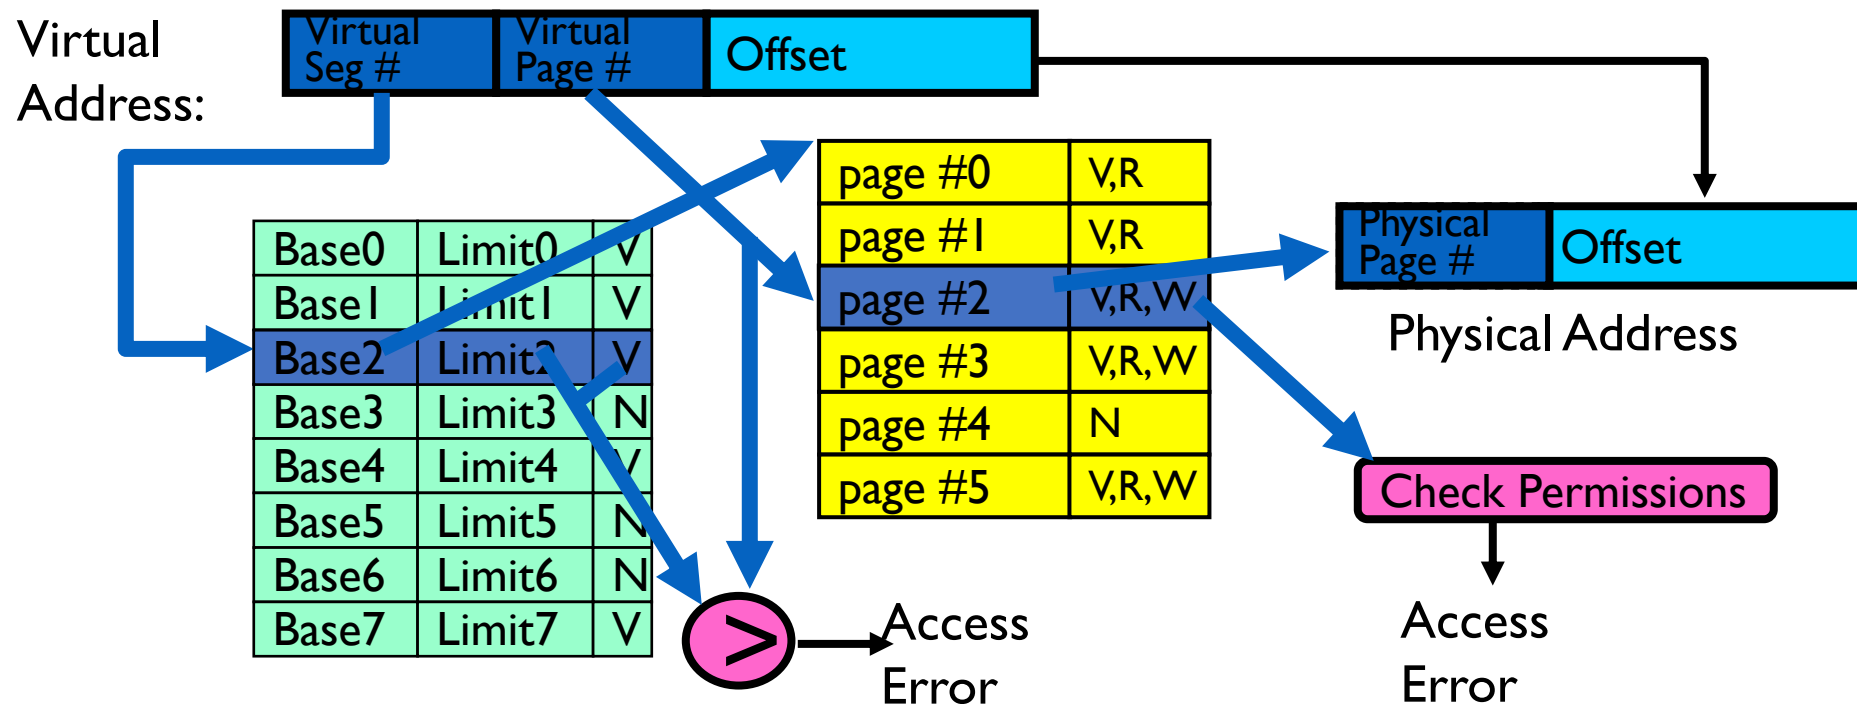 Virtual
Address:
Virtual
Seg #
Virtual
Page #
Offset
page #0 V,R
page #1 V,R
page #2 V,R,W
page #3 V,R,W
page #4 N
page #5 V,R,W
Base0 Limit0 V
Base1 Limit1 V
Base2 Limit2 V
Base3 Limit3 N
Base4 Limit4 V
Base5 Limit5 N
Base6 Limit6 N
Base7 Limit7 V
Physical
Page #
Offset
Physical Address
Check Permissions
>
Access
Error
Access
Error